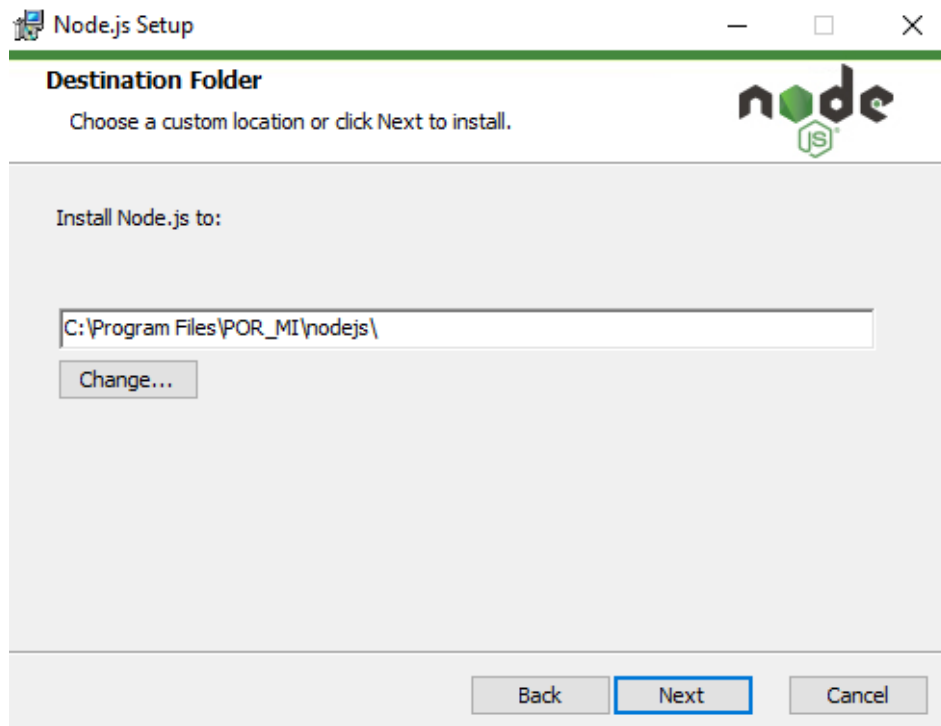 Node.js Setup
Destination Folder
Choose a custom location or click Next to install.
node
JS
Install Node.js to:
C:\Program Files\POR_MI\nodejs\
Change...
Back
Next
Cancel